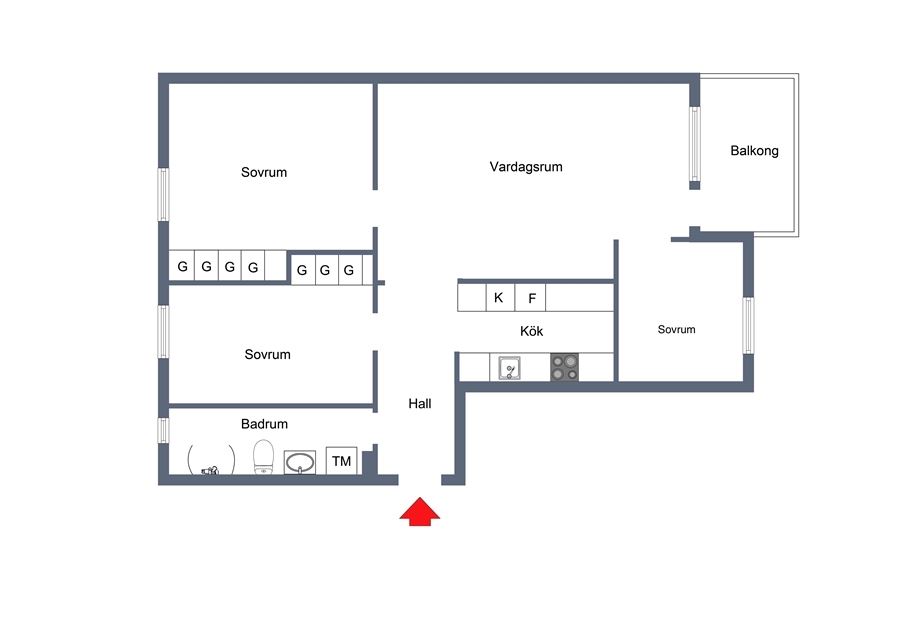 Balkong
Vardagsrum
Sovrum
G G G G
G G G
K F
Kök
Sovrum
Sovrum
Hall
Badrum
TM